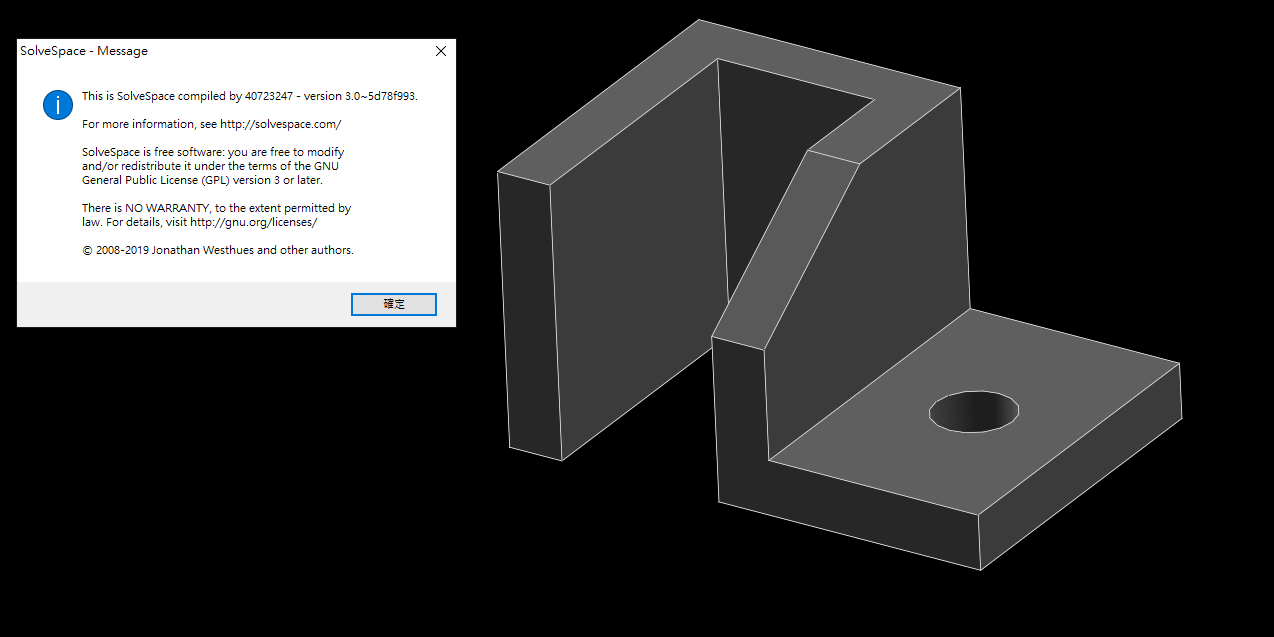 SolveSpace - Message
This is SolveSpace compiled by 40723247 - version 3.0~5d78f993.
For more information, see http://solvespace.com/
SolveSpace is free software: you are free to modify
and/or redistribute it under the terms of the GNU
General Public License (GPL) version 3 or later.
There is NO WARRANTY, to the extent permitted by
law. For details, visit http://gnu.org/licenses/
© 2008-2019 Jonathan Westhues and other authors.
確定